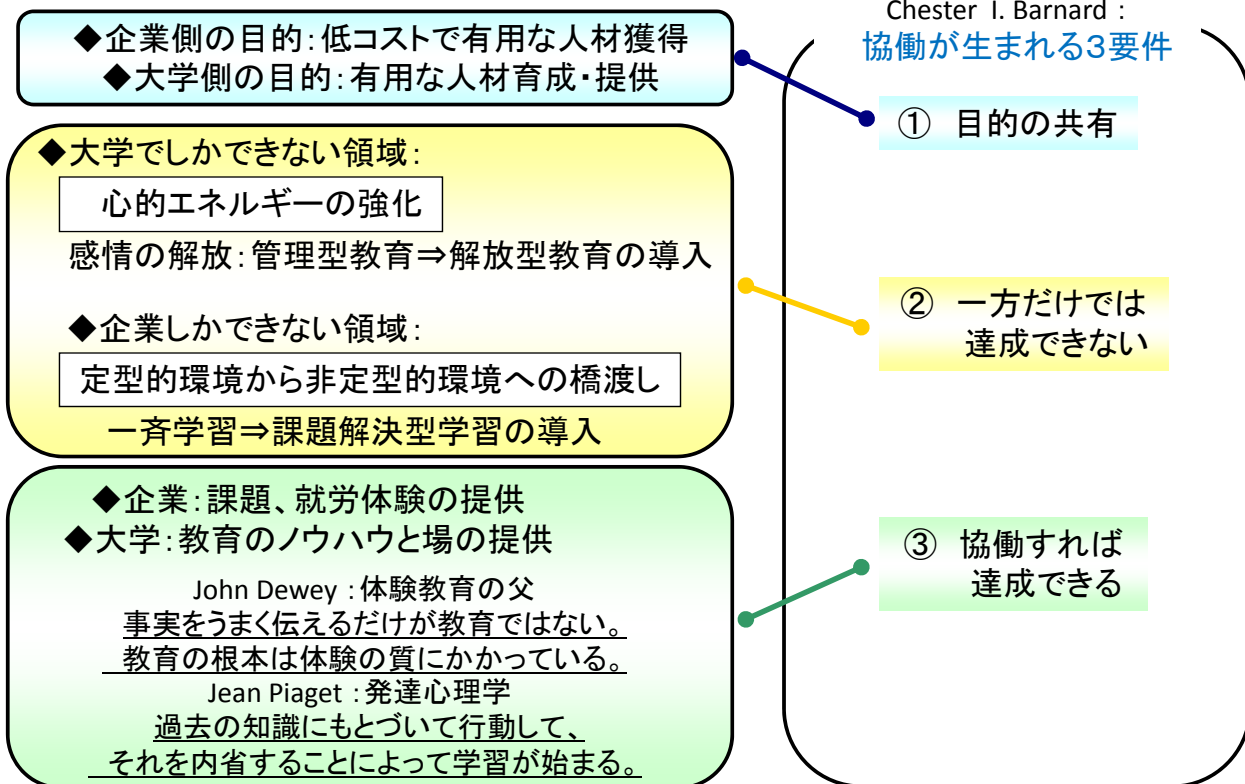 ◆企業側の目的：低コストで有用な人材獲得
◆大学側の目的：有用な人材育成・提供
◆大学でしかできない領域：
心的エネルギーの強化
感情の解放：管理型教育⇒解放型教育の導入
◆企業しかできない領域：
定型的環境から非定型的環境への橋渡し
一斉学習⇒課題解決型学習の導入
◆企業：課題、就労体験の提供
◆大学：教育のノウハウと場の提供
John Dewey：体験教育の父
事実をうまく伝えるだけが教育ではない。
教育の根本は体験の質にかかっている。
Jean Piaget：発達心理学
過去の知識にもとづいて行動して、
それを内省することによって学習が始まる。
Chester I. Barnard：
協働が生まれる３要件
① 目的の共有
② 一方だけでは
達成できない
③ 協働すれば
達成できる